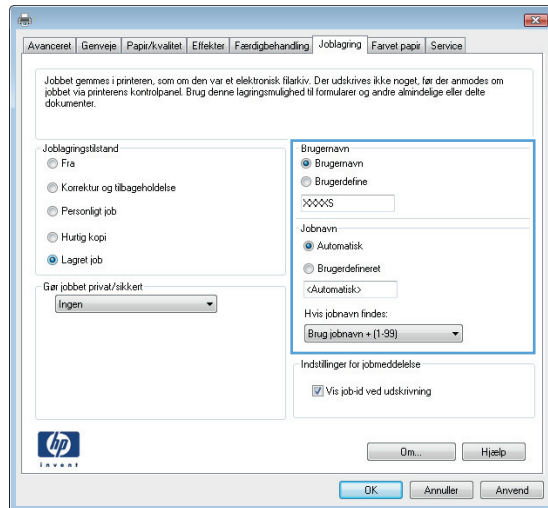 Avanceret Genveje Papir/kvalitet Effekter Færdigbehandling Joblagring Farvet papir Service
Jobbet gemmes i printeren, som om den var et elektronisk filarkiv. Der udskrives ikke noget, før der anmodes om
jobbet via printerens kontrolpanel. Brug denne lagringsmulighed til formularer og andre almindelige eller delte
dokumenter.
Joblagringstilstand
Fra
Korrektur og tilbageholdelse
Personligt job
Hurtig kopi
Lagret job
Gør jobbet privat/sikkert
Ingen
Brugernavn
Brugernavn
Brugerdefine
XXXXS
Jobnavn
Automatisk
Brugerdefineret
<Automatisk>
Hvis jobnavn findes:
Brug jobnavn + (1-99)
Indstillinger for jobmeddelelse
Vis job-id ved udskrivning
hp
invent
Om... Hjælp
OK Annuller Anvend